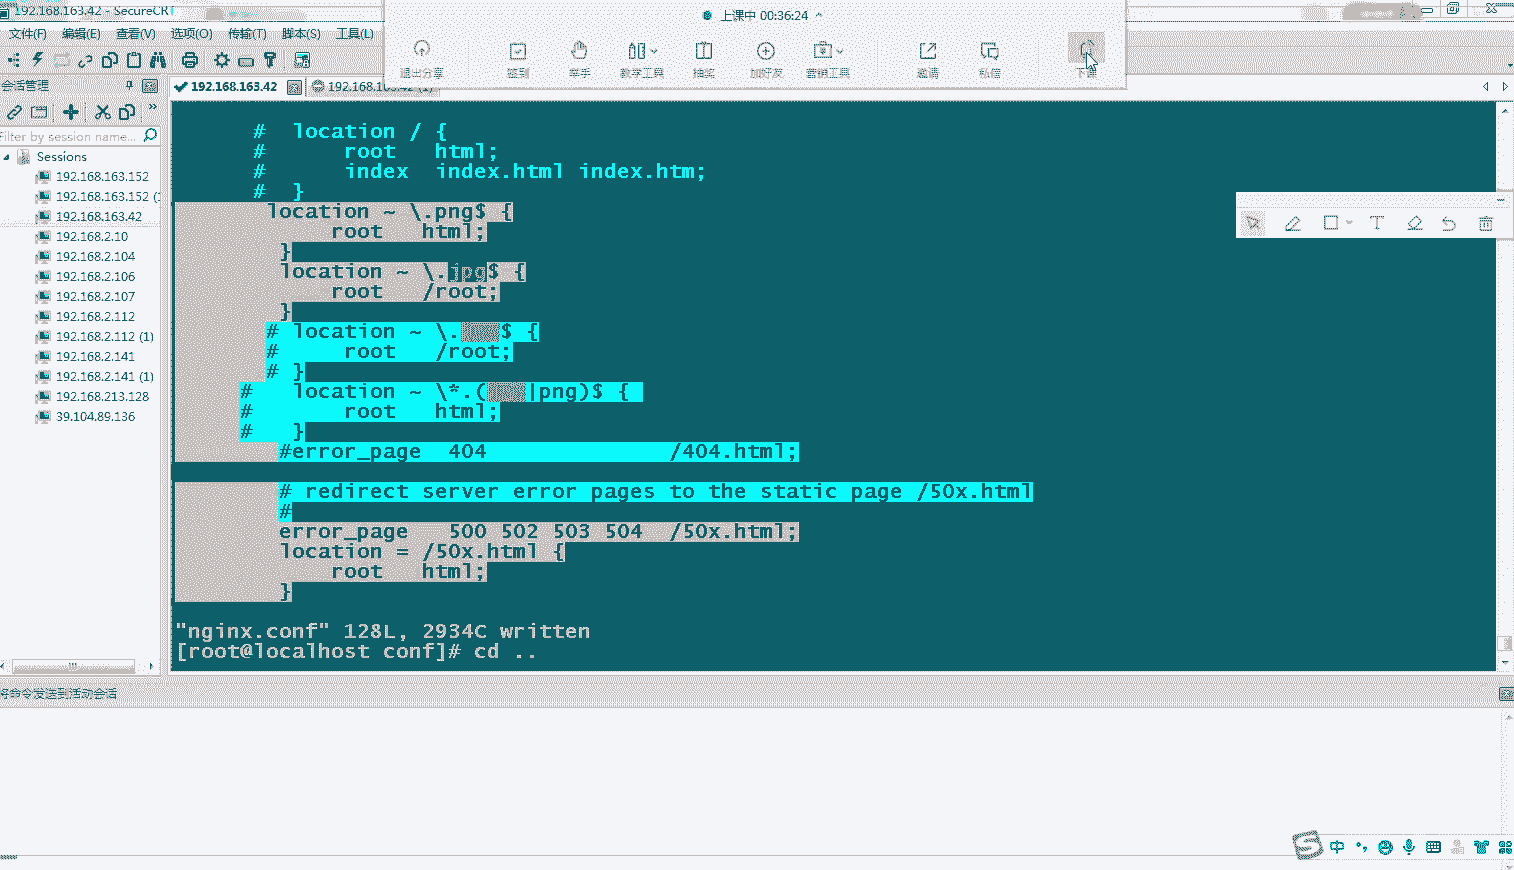 192.168.163.42 - SecureCRT
上课中 00:36:24
文件(F) 编辑(E) 查看(V) 选项(O) 传输(T) 脚本(S) 工具(L)
退出分享 签到 举手 教学工具 抽奖 加好友 营销工具 邀请 私信 下课
会话管理
192.168.163.42
192.168.163.42 (1)
Filter by session name...
Sessions
192.168.163.152
192.168.163.152 (1
192.168.163.42
192.168.2.10
192.168.2.104
192.168.2.106
192.168.2.107
192.168.2.112
192.168.2.112 (1)
192.168.2.141
192.168.2.141 (1)
192.168.213.128
39.104.89.136
# location / {
# root html;
# index index.html index.htm;
# }
location ~ \.png$ {
root html;
}
location ~ \.jpg$ {
root /root;
}
# location ~ \. $ {
# root /root;
# }
# location ~ \*.( |png)$ {
# root html;
# }
#error_page 404 /404.html;
# redirect server error pages to the static page /50x.html
#
error_page 500 502 503 504 /50x.html;
location = /50x.html {
root html;
}
"nginx.conf" 128L, 2934C written
[root@localhost conf]# cd ..
将命令发送到活动会话
中